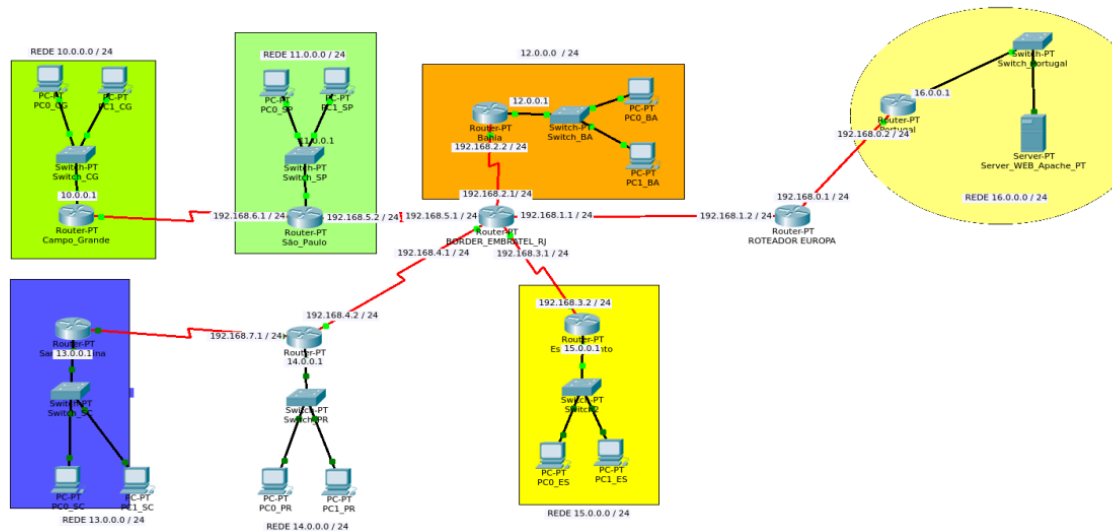 REDE 10.0.0.0 / 24
PC-PT
PC0_CG
PC-PT
PC1_CG
Switch-PT
Switch_CG
10.0.0.1
Router-PT
Campo_Grande
192.168.6.1 / 24
REDE 11.0.0.0 / 24
PC-PT
PC0_SP
PC-PT
PC1_SP
11.0.0.1
Switch-PT
Switch_SP
192.168.5.2 / 24
Router-PT
São_Paulo
12.0.0.0 / 24
12.0.0.1
Router-PT
Bahia
192.168.2.2 / 24
Switch-PT
Switch_BA
PC-PT
PC0_BA
PC-PT
PC1_BA
192.168.2.1/ 24
192.168.5.1 / 24
192.168.1.1 / 24
Router-PT
BORDER_EMBRATEL_RJ
192.168.4.1 / 24
192.168.3.1 / 24
192.168.1.2 / 24
192.168.0.1 / 24
Router-PT
ROTEADOR EUROPA
Switch-PT
Switch_Portugal
16.0.0.1
Router-PT
Portugal
192.168.0.2 / 24
Server-PT
Server_WEB_Apache_PT
REDE 16.0.0.0 / 24
Router-PT
13.0.0.1
Switch-PT
Switch_SC
PC-PT
PC0_SC
PC-PT
PC1_SC
REDE 13.0.0.0 / 24
192.168.7.1 / 24
192.168.4.2 / 24
Router-PT
14.0.0.1
Switch-PT
Switch_PR
PC-PT
PC0_PR
PC-PT
PC1_PR
REDE 14.0.0.0 / 24
192.168.3.2 / 24
Router-PT
15.0.0.1
Switch-PT
Switch2
PC-PT
PC0_ES
PC-PT
PC1_ES
REDE 15.0.0.0 / 24